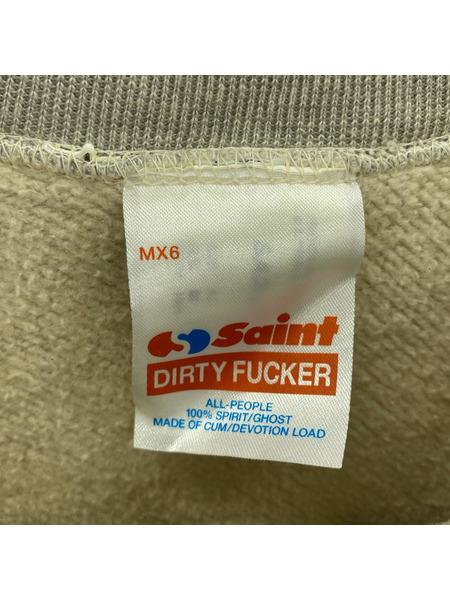 MX6
Saint
DIRTY FUCKER
ALL-PEOPLE
100% SPIRIT/GHOST
MADE OF CUM/DEVOTION LOAD